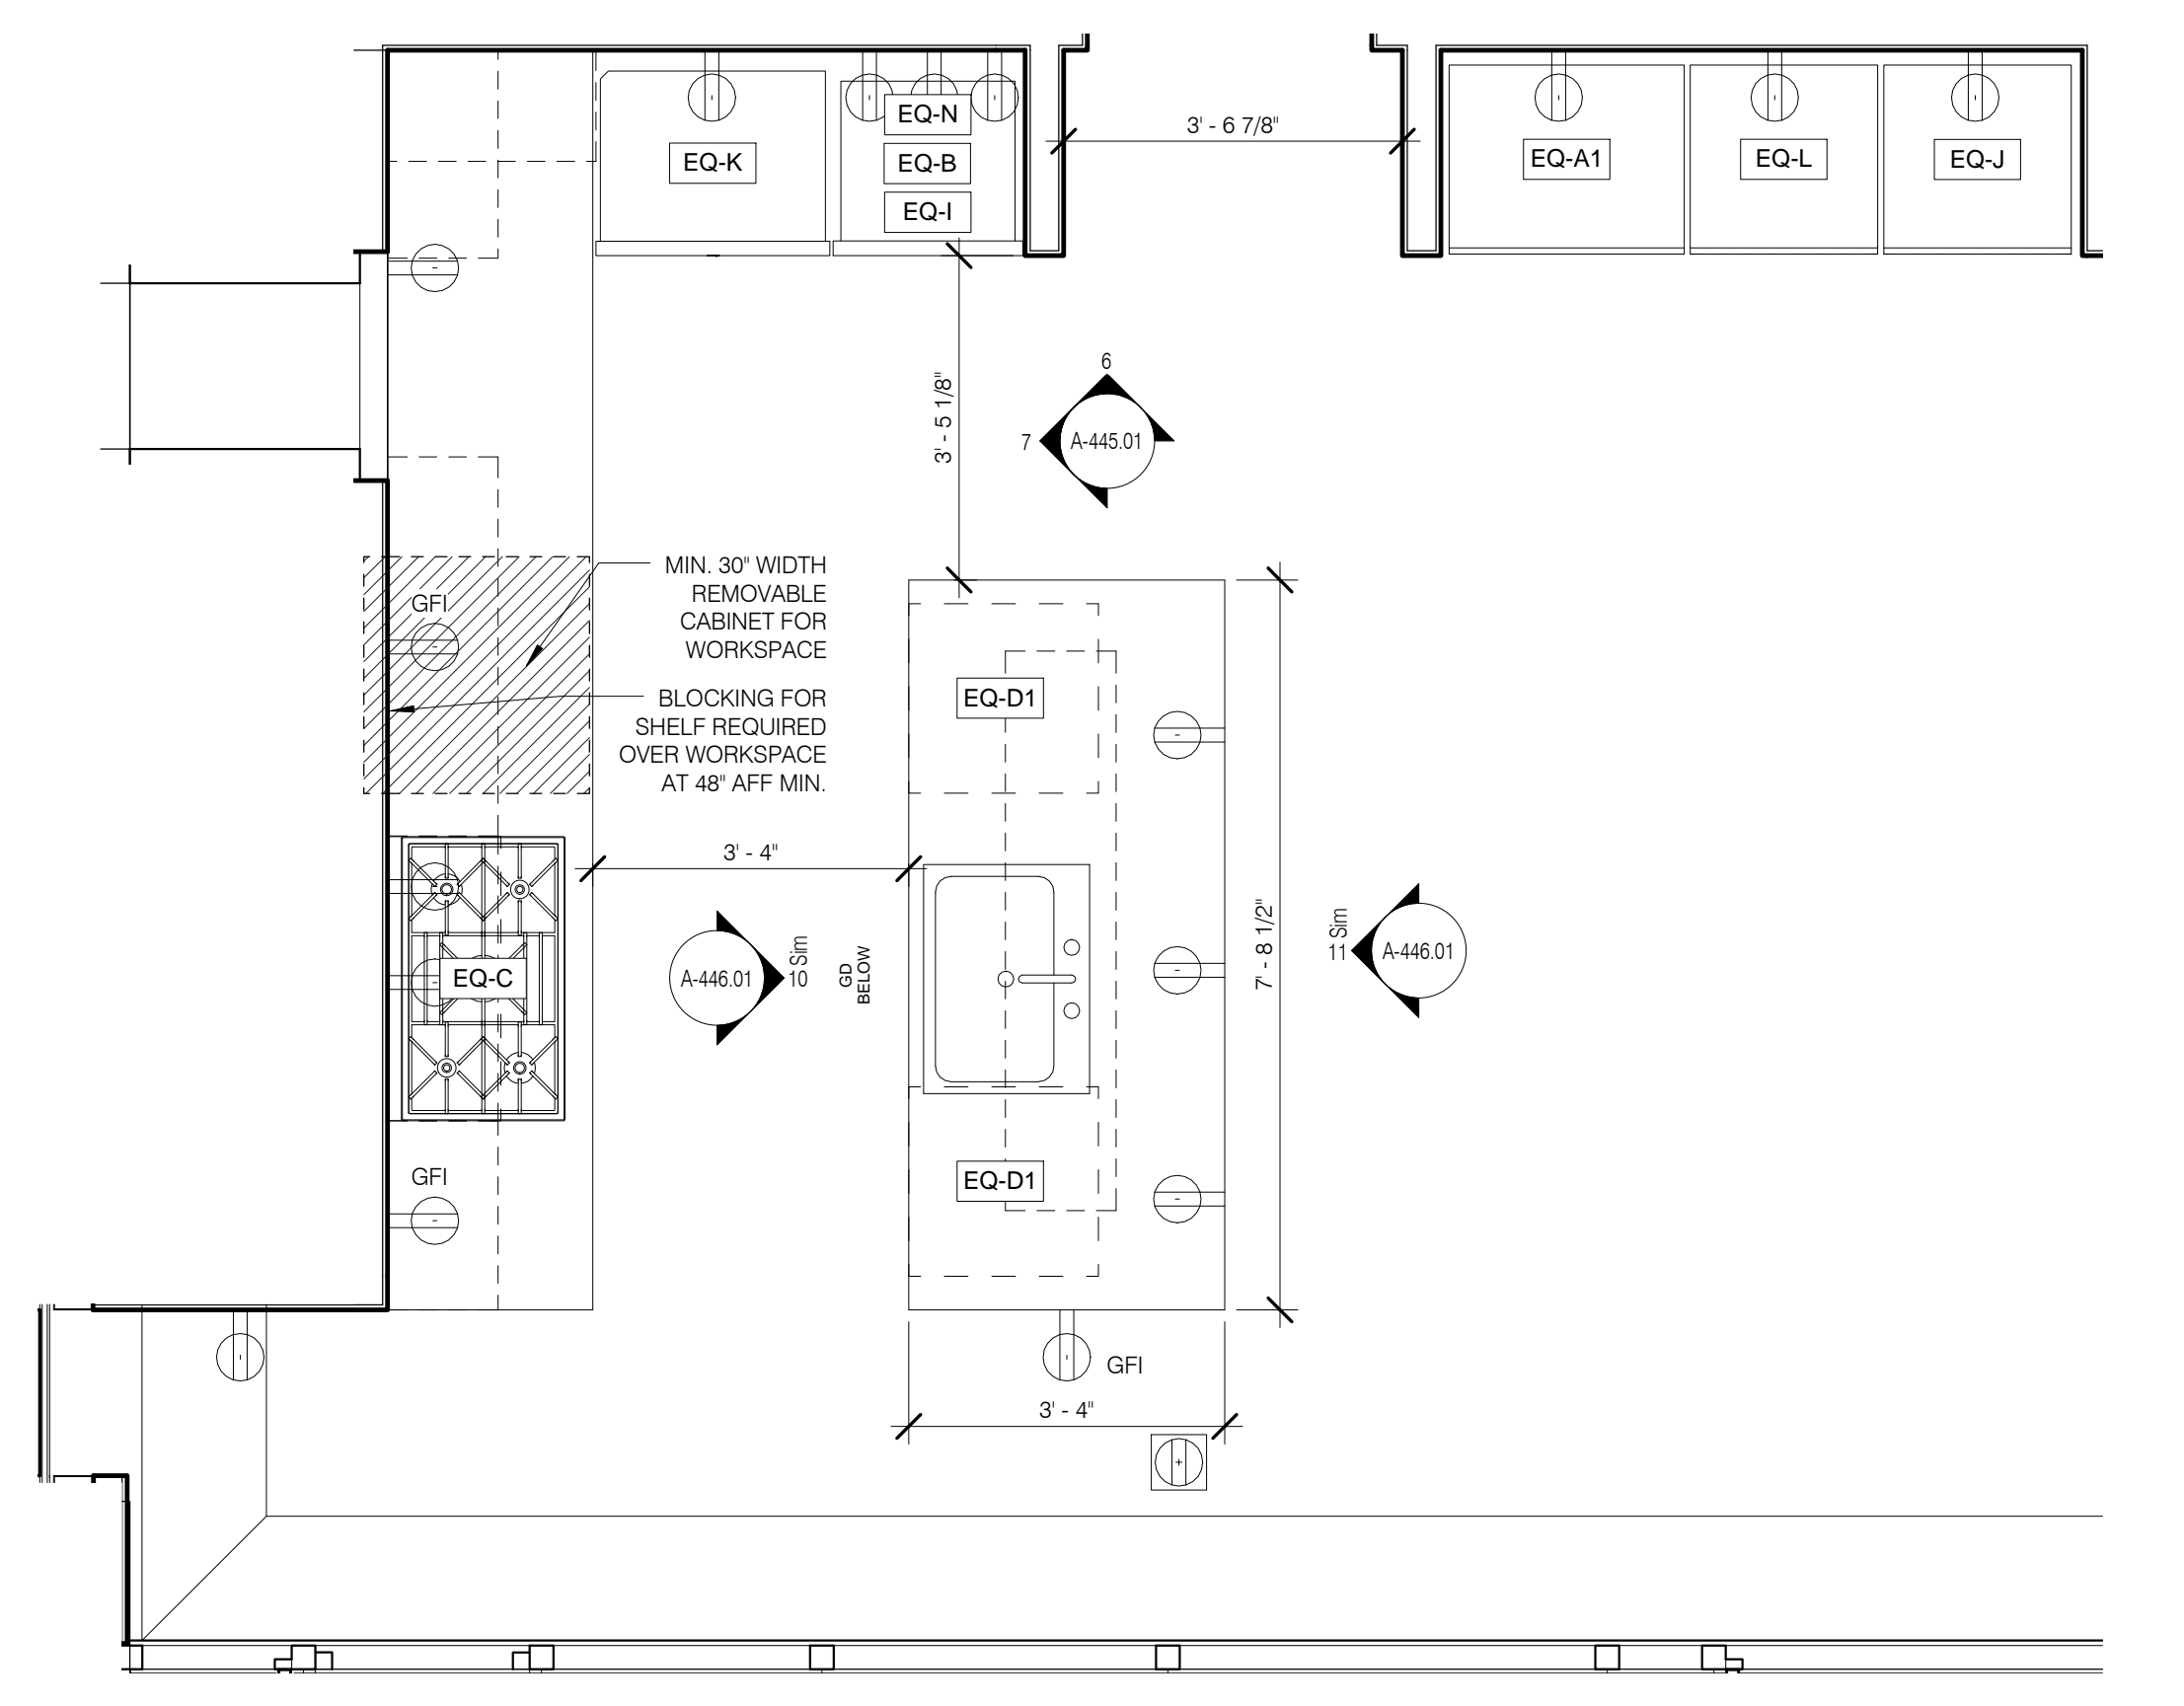 EQ-N
3' - 6 7/8"
EQ-K
EQ-B
EQ-A1
EQ-L
EQ-J
EQ-I
6
3' - 5 1/8"
7
A-445.01
MIN. 30" WIDTH
REMOVABLE
CABINET FOR
WORKSPACE
GFI
BLOCKING FOR
SHELF REQUIRED
OVER WORKSPACE
AT 48" AFF MIN.
EQ-D1
3' - 4"
EQ-C
A-446.01
10 Sim
GD
BELOW
7' - 8 1/2"
11 Sim
A-446.01
GFI
EQ-D1
GFI
3' - 4"